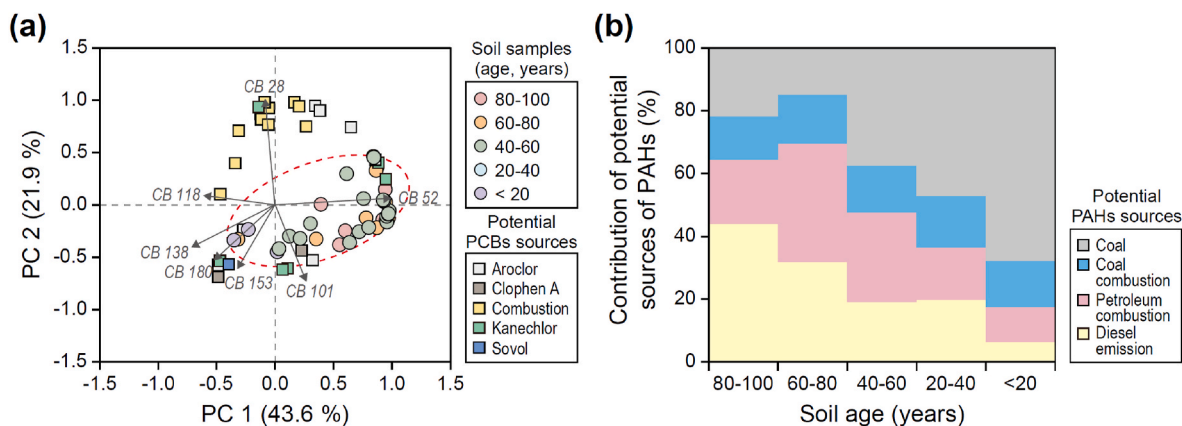 (a)
PC 2 (21.9 %)
1.5
1.0
0.5
0.0
-0.5
-1.0
-1.5
-1.5
-1.0
-0.5
0.0
0.5
1.0
1.5
PC 1 (43.6 %)
CB 28
CB 118
CB 52
CB 138
CB 180
CB 153
CB 101
Soil samples
(age, years)
80-100
60-80
40-60
20-40
< 20
Potential
PCBs sources
Aroclor
Clophen A
Combustion
Kanechlor
Sovol
(b)
Contribution of potential
sources of PAHs (%)
100
80
60
40
20
0
80-100
60-80
40-60
20-40
<20
Soil age (years)
Potential
PAHs sources
Coal
Coal
combustion
Petroleum
combustion
Diesel
emission